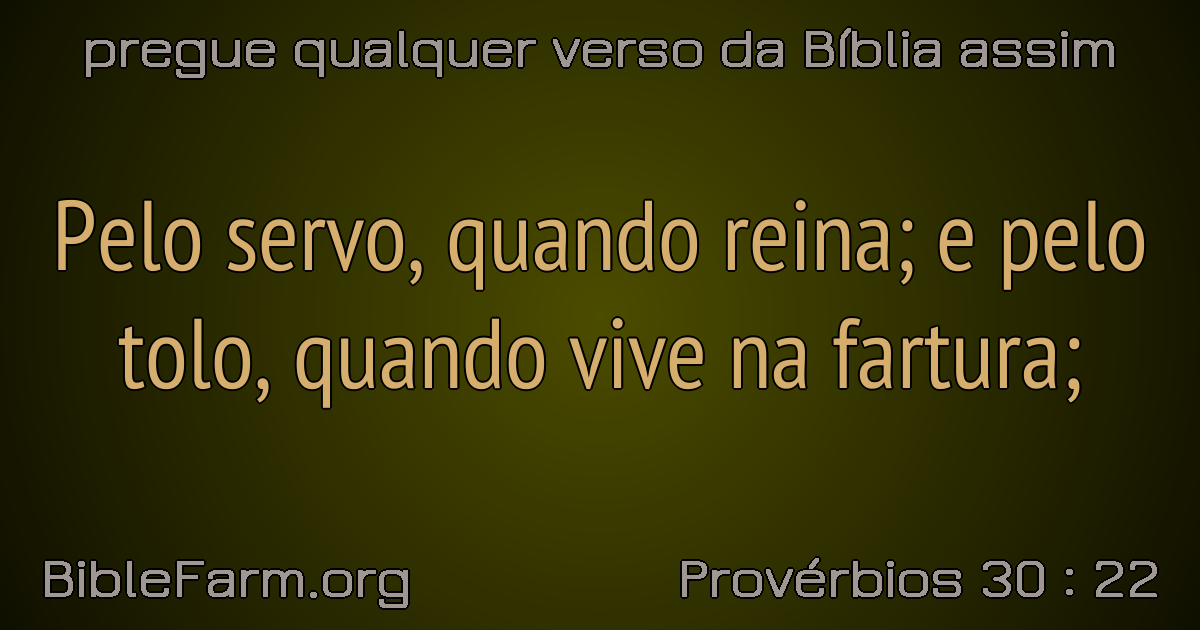 pregue qualquer verso da Bíblia assim
Pelo servo, quando reina; e pelo
tolo, quando vive na fartura;
BibleFarm.org
Provérbios 30 : 22